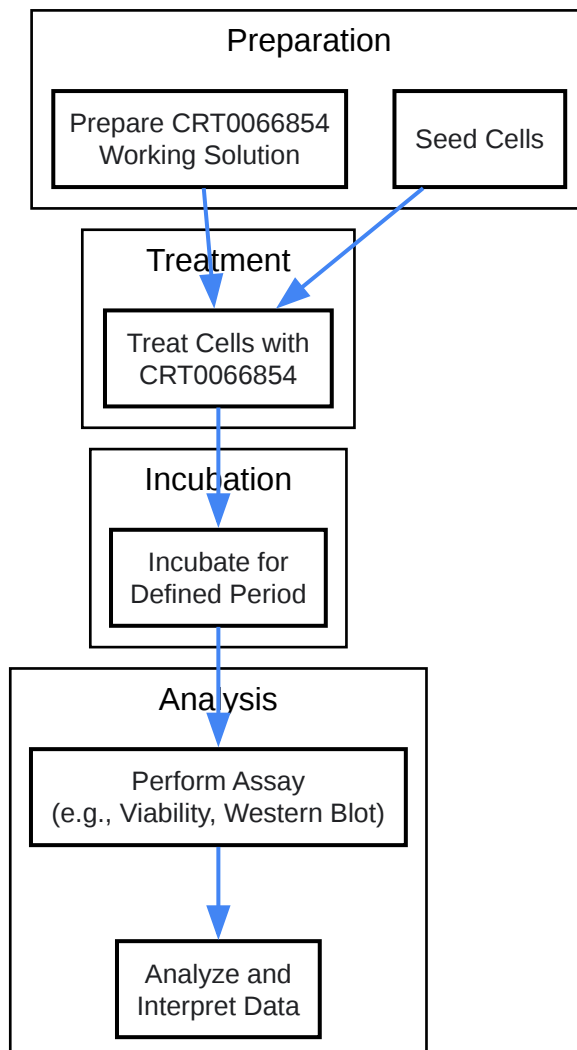 Preparation
Prepare CRT0066854
Working Solution
Seed Cells
Treatment
Treat Cells with
CRT0066854
Incubation
Incubate for
Defined Period
Analysis
Perform Assay
(e.g., Viability, Western Blot)
Analyze and
Interpret Data